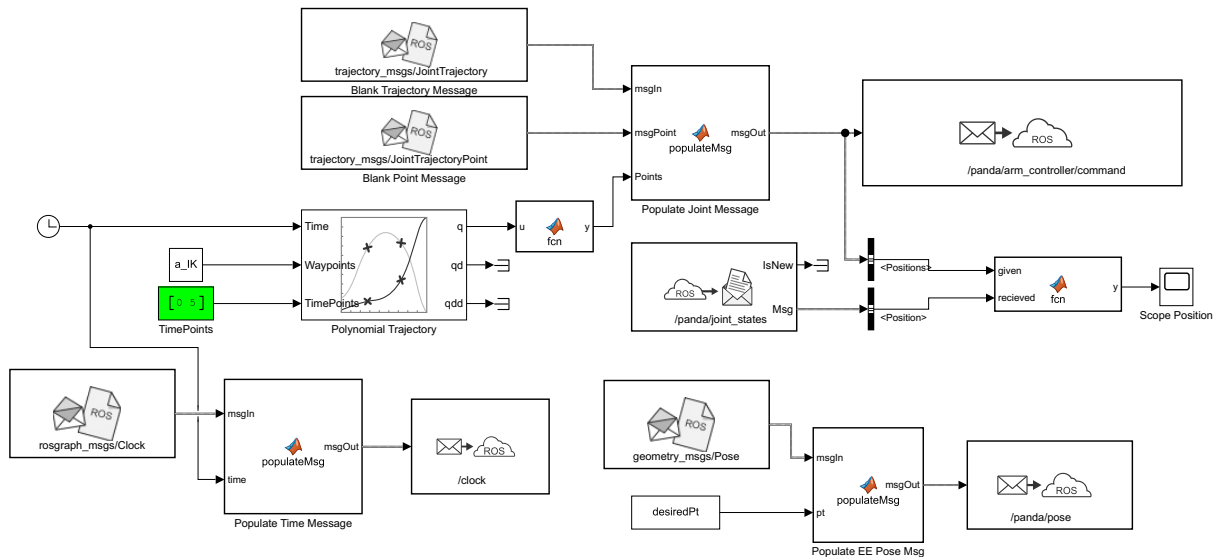 ROS
trajectory_msgs/JointTrajectory
Blank Trajectory Message
ROS
trajectory_msgs/JointTrajectoryPoint
Blank Point Message
msgIn
msgPoint
Points
populateMsg
msgOut
Populate Joint Message
ROS
/panda/arm_controller/command
Time
Waypoints
TimePoints
q
qd
qdd
Polynomial Trajectory
a_IK
[0 5]
TimePoints
u
y
fcn
IsNew
ROS
Msg
/panda/joint_states
<Positions>
<Position>
given
recieved
fcn
y
Scope Position
ROS
rosgraph_msgs/Clock
msgIn
time
populateMsg
msgOut
Populate Time Message
ROS
/clock
ROS
geometry_msgs/Pose
desiredPt
msgIn
pt
populateMsg
msgOut
Populate EE Pose Msg
ROS
/panda/pose